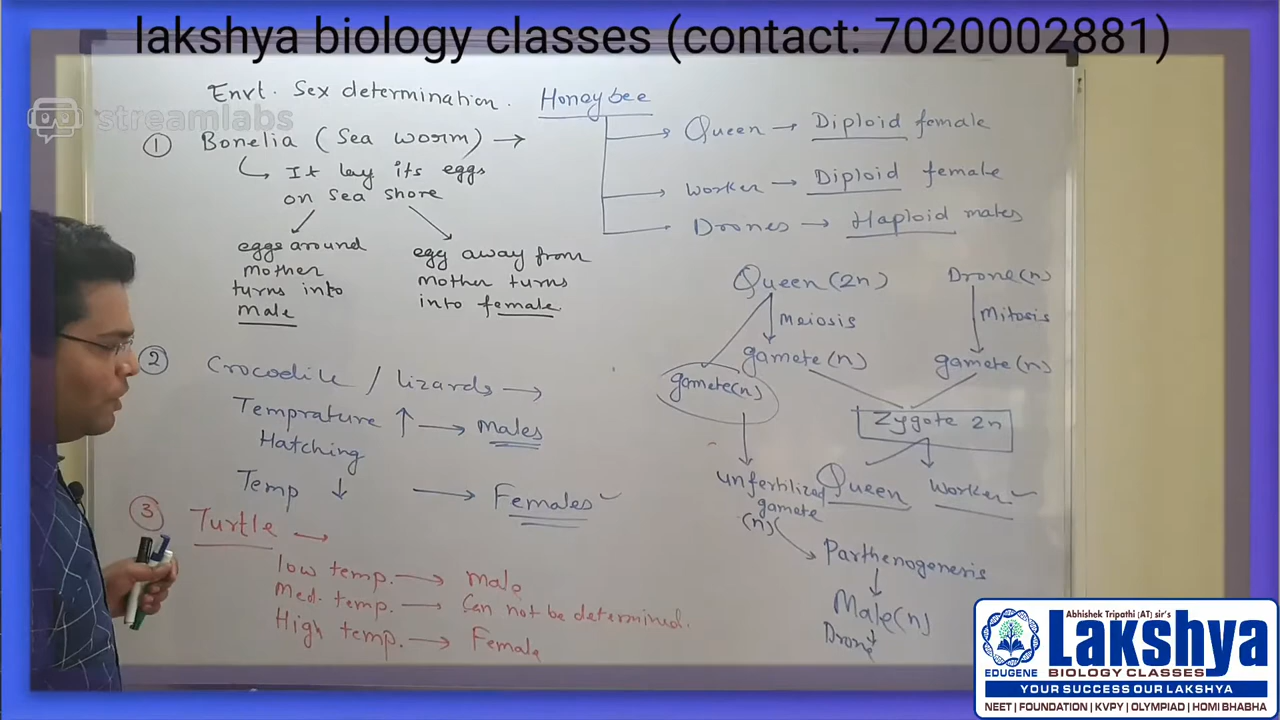 lakshya biology classes (contact: 7020002881)
streamlabs
Envt. Sex determination.
① Bonelia (Sea worm) →
It lay its eggs
on sea shore
eggs around
mother
turns into
male
egg away from
mother turns
into female
② Crocodile / lizards →
Temprature ↑ → males
Hatching
Temp ↓ → Females
③ Turtle →
low temp. → male
Med. temp. → Can not be determined.
High temp. → Female
Honeybee
Queen → Diploid female
Worker → Diploid female
Drones → Haploid males
Queen (2n)
Meiosis
gamete (n)
gamete(n)
Drone(n)
Mitosis
gamete (n)
Zygote 2n
Queen
Worker
unfertilized
gamete
(n)
Parthenogenesis
Male(n)
Drone
Abhishek Tripathi (AT) sir's
Lakshya
EDUGENE
BIOLOGY CLASSES
YOUR SUCCESS OUR LAKSHYA
NEET | FOUNDATION | KVPY | OLYMPIAD | HOMI BHABHA